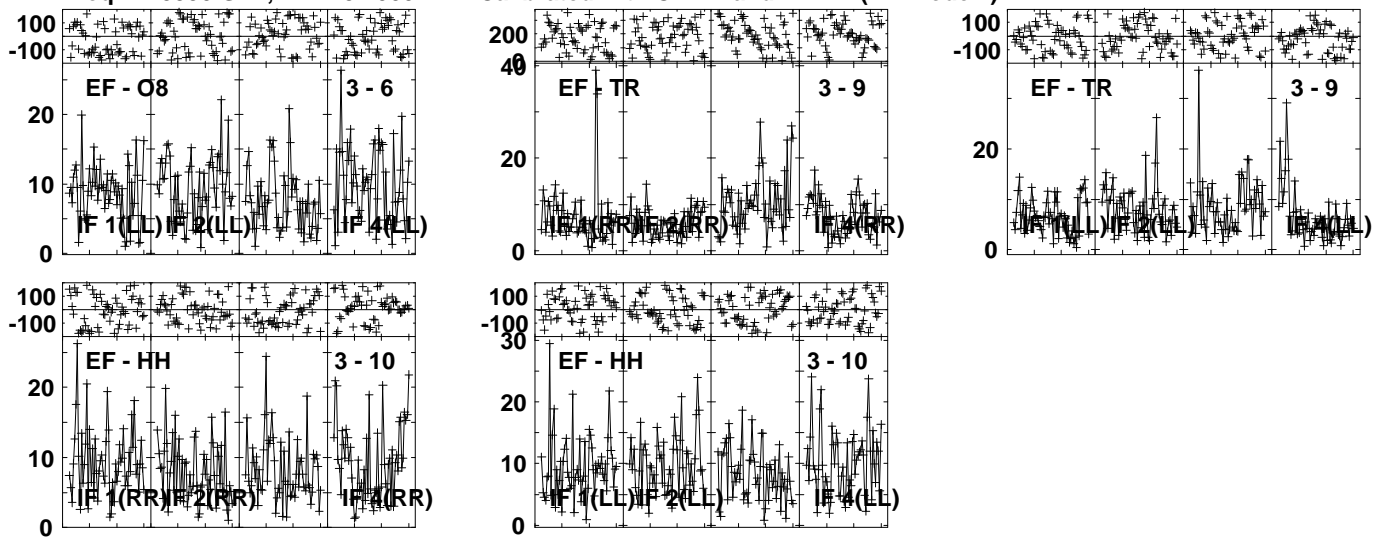 100
-100
EF - O8
3 - 6
20
10
0
IF 1(LL)
IF 2(LL)
IF 4(LL)
200
0
40
EF - TR
3 - 9
20
0
IF 1(RR)
IF 2(RR)
IF 4(RR)
100
-100
EF - TR
3 - 9
20
0
IF 1(LL)
IF 2(LL)
IF 4(LL)
100
-100
EF - HH
3 - 10
20
10
0
IF 1(RR)
IF 2(RR)
IF 4(RR)
100
-100
30
EF - HH
3 - 10
20
10
0
IF 1(LL)
IF 2(LL)
IF 4(LL)